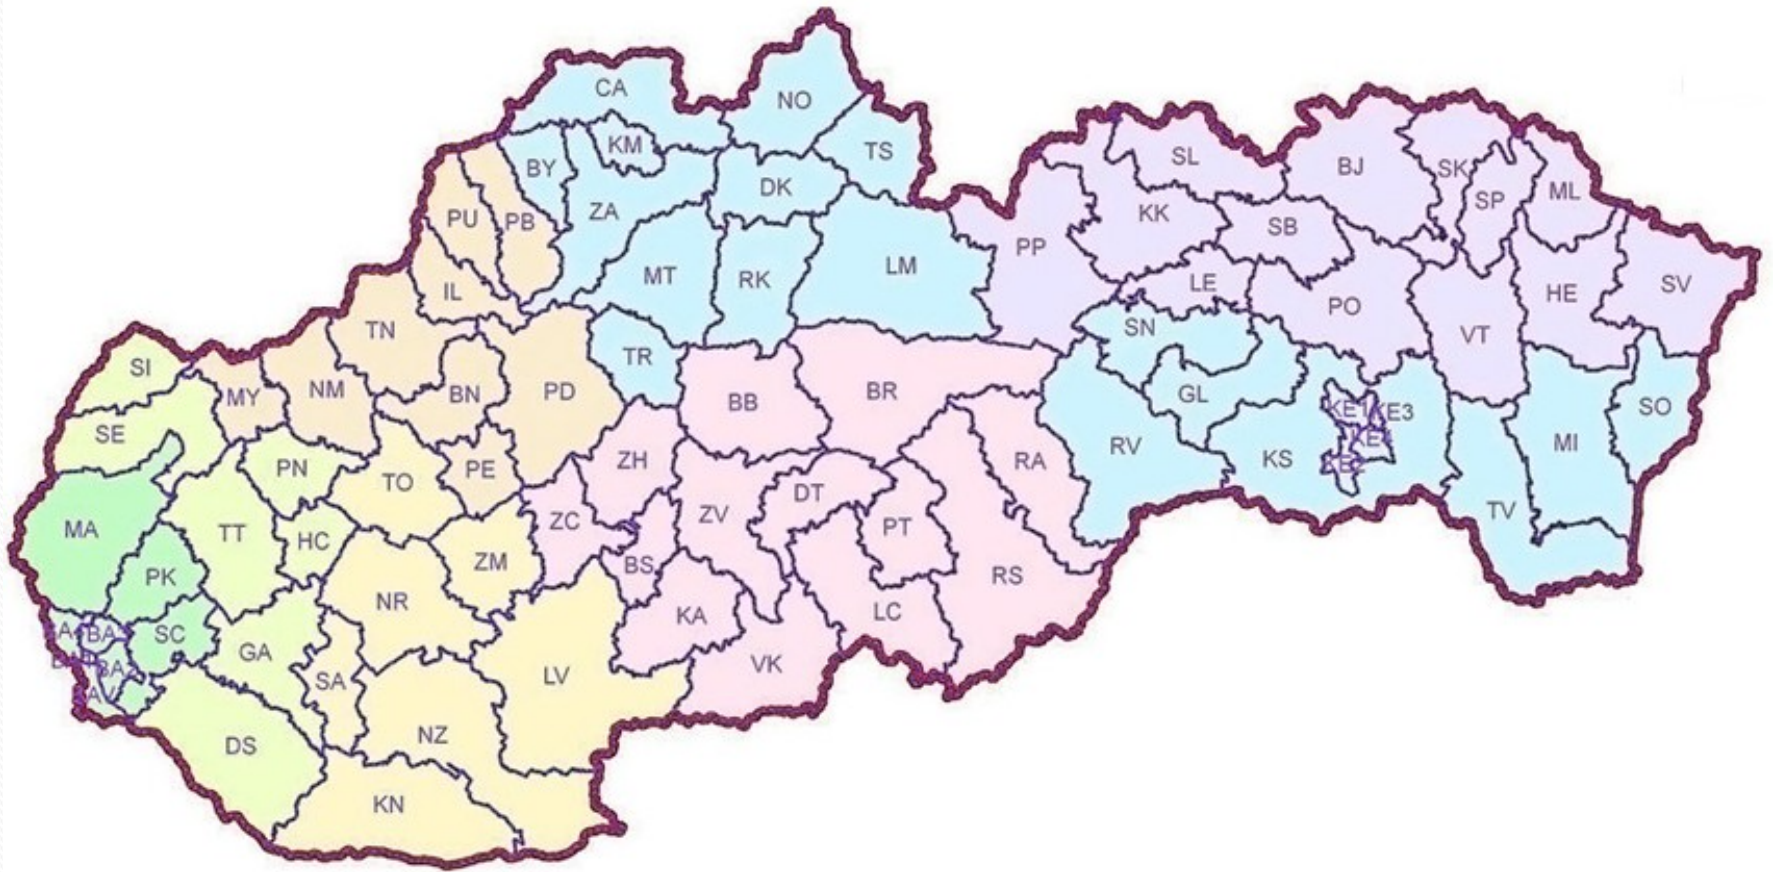 CA
NO
KM
TS
BY
DK
SL
BJ
SK
SP
ML
PU
PB
ZA
KK
SB
PP
MT
RK
LM
IL
LE
PO
HE
SV
TN
SN
VT
TR
SI
MY
NM
BN
PD
BB
BR
GL
KE1
KE3
SO
SE
RV
KS
MI
PN
TO
PE
ZH
RA
DT
MA
TT
HC
ZC
ZV
PT
TV
PK
ZM
BS
RS
NR
KA
LC
SC
GA
SA
LV
VK
DS
NZ
KN